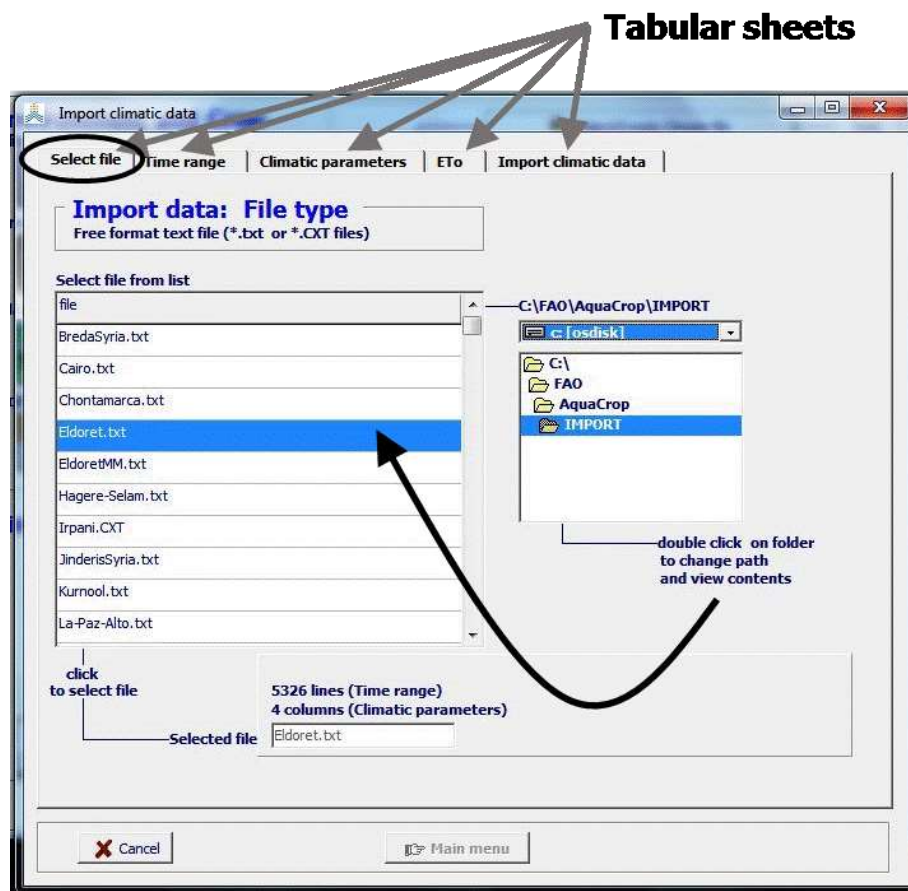 Tabular sheets
Import climatic data
Select file
Time range
Climatic parameters
ETo
Import climatic data
Import data: File type
Free format text file (*.txt or *.CXT files)
Select file from list
file
BredaSyria.txt
Cairo.txt
Chontamarca.txt
Eldoret.txt
EldoretMM.txt
Hagere-Selam.txt
Irpani.CXT
JinderisSyria.txt
Kurnool.txt
La-Paz-Alto.txt
C:\FAO\AquaCrop\IMPORT
c: [osdisk]
C:\
FAO
AquaCrop
IMPORT
double click on folder
to change path
and view contents
click
to select file
5326 lines (Time range)
4 columns (Climatic parameters)
Selected file
Eldoret.txt
Cancel
Main menu